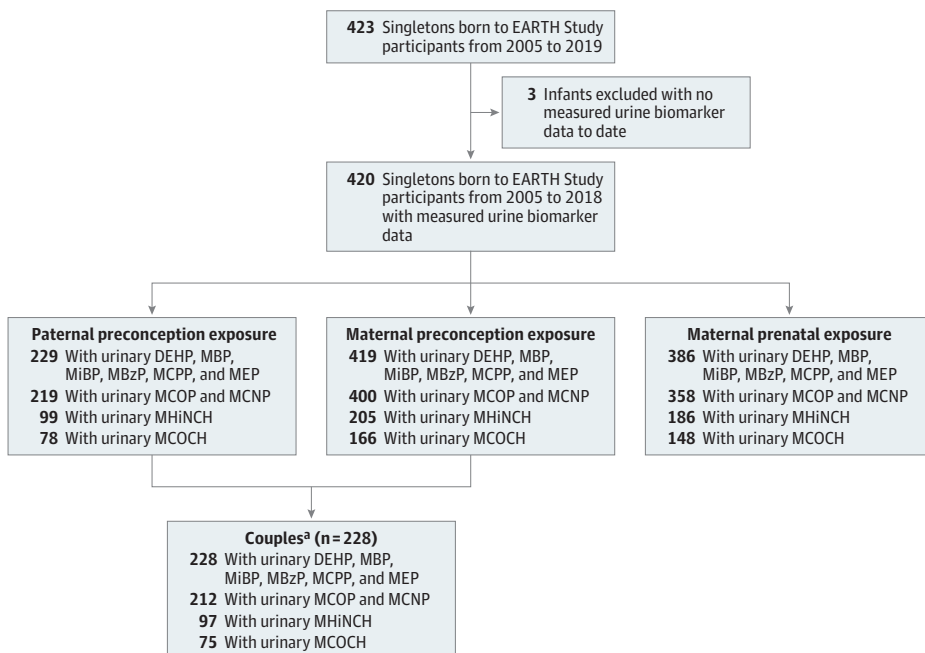 423 Singletons born to EARTH Study
participants from 2005 to 2019
3 Infants excluded with no
measured urine biomarker
data to date
420 Singletons born to EARTH Study
participants from 2005 to 2018
with measured urine biomarker
data
Paternal preconception exposure
229 With urinary DEHP, MBP,
MiBP, MBzP, MCPP, and MEP
219 With urinary MCOP and MCNP
99 With urinary MHiNCH
78 With urinary MCOCH
Maternal preconception exposure
419 With urinary DEHP, MBP,
MiBP, MBzP, MCPP, and MEP
400 With urinary MCOP and MCNP
205 With urinary MHiNCH
166 With urinary MCOCH
Maternal prenatal exposure
386 With urinary DEHP, MBP,
MiBP, MBzP, MCPP, and MEP
358 With urinary MCOP and MCNP
186 With urinary MHiNCH
148 With urinary MCOCH
Couplesᵃ (n=228)
228 With urinary DEHP, MBP,
MiBP, MBzP, MCPP, and MEP
212 With urinary MCOP and MCNP
97 With urinary MHiNCH
75 With urinary MCOCH